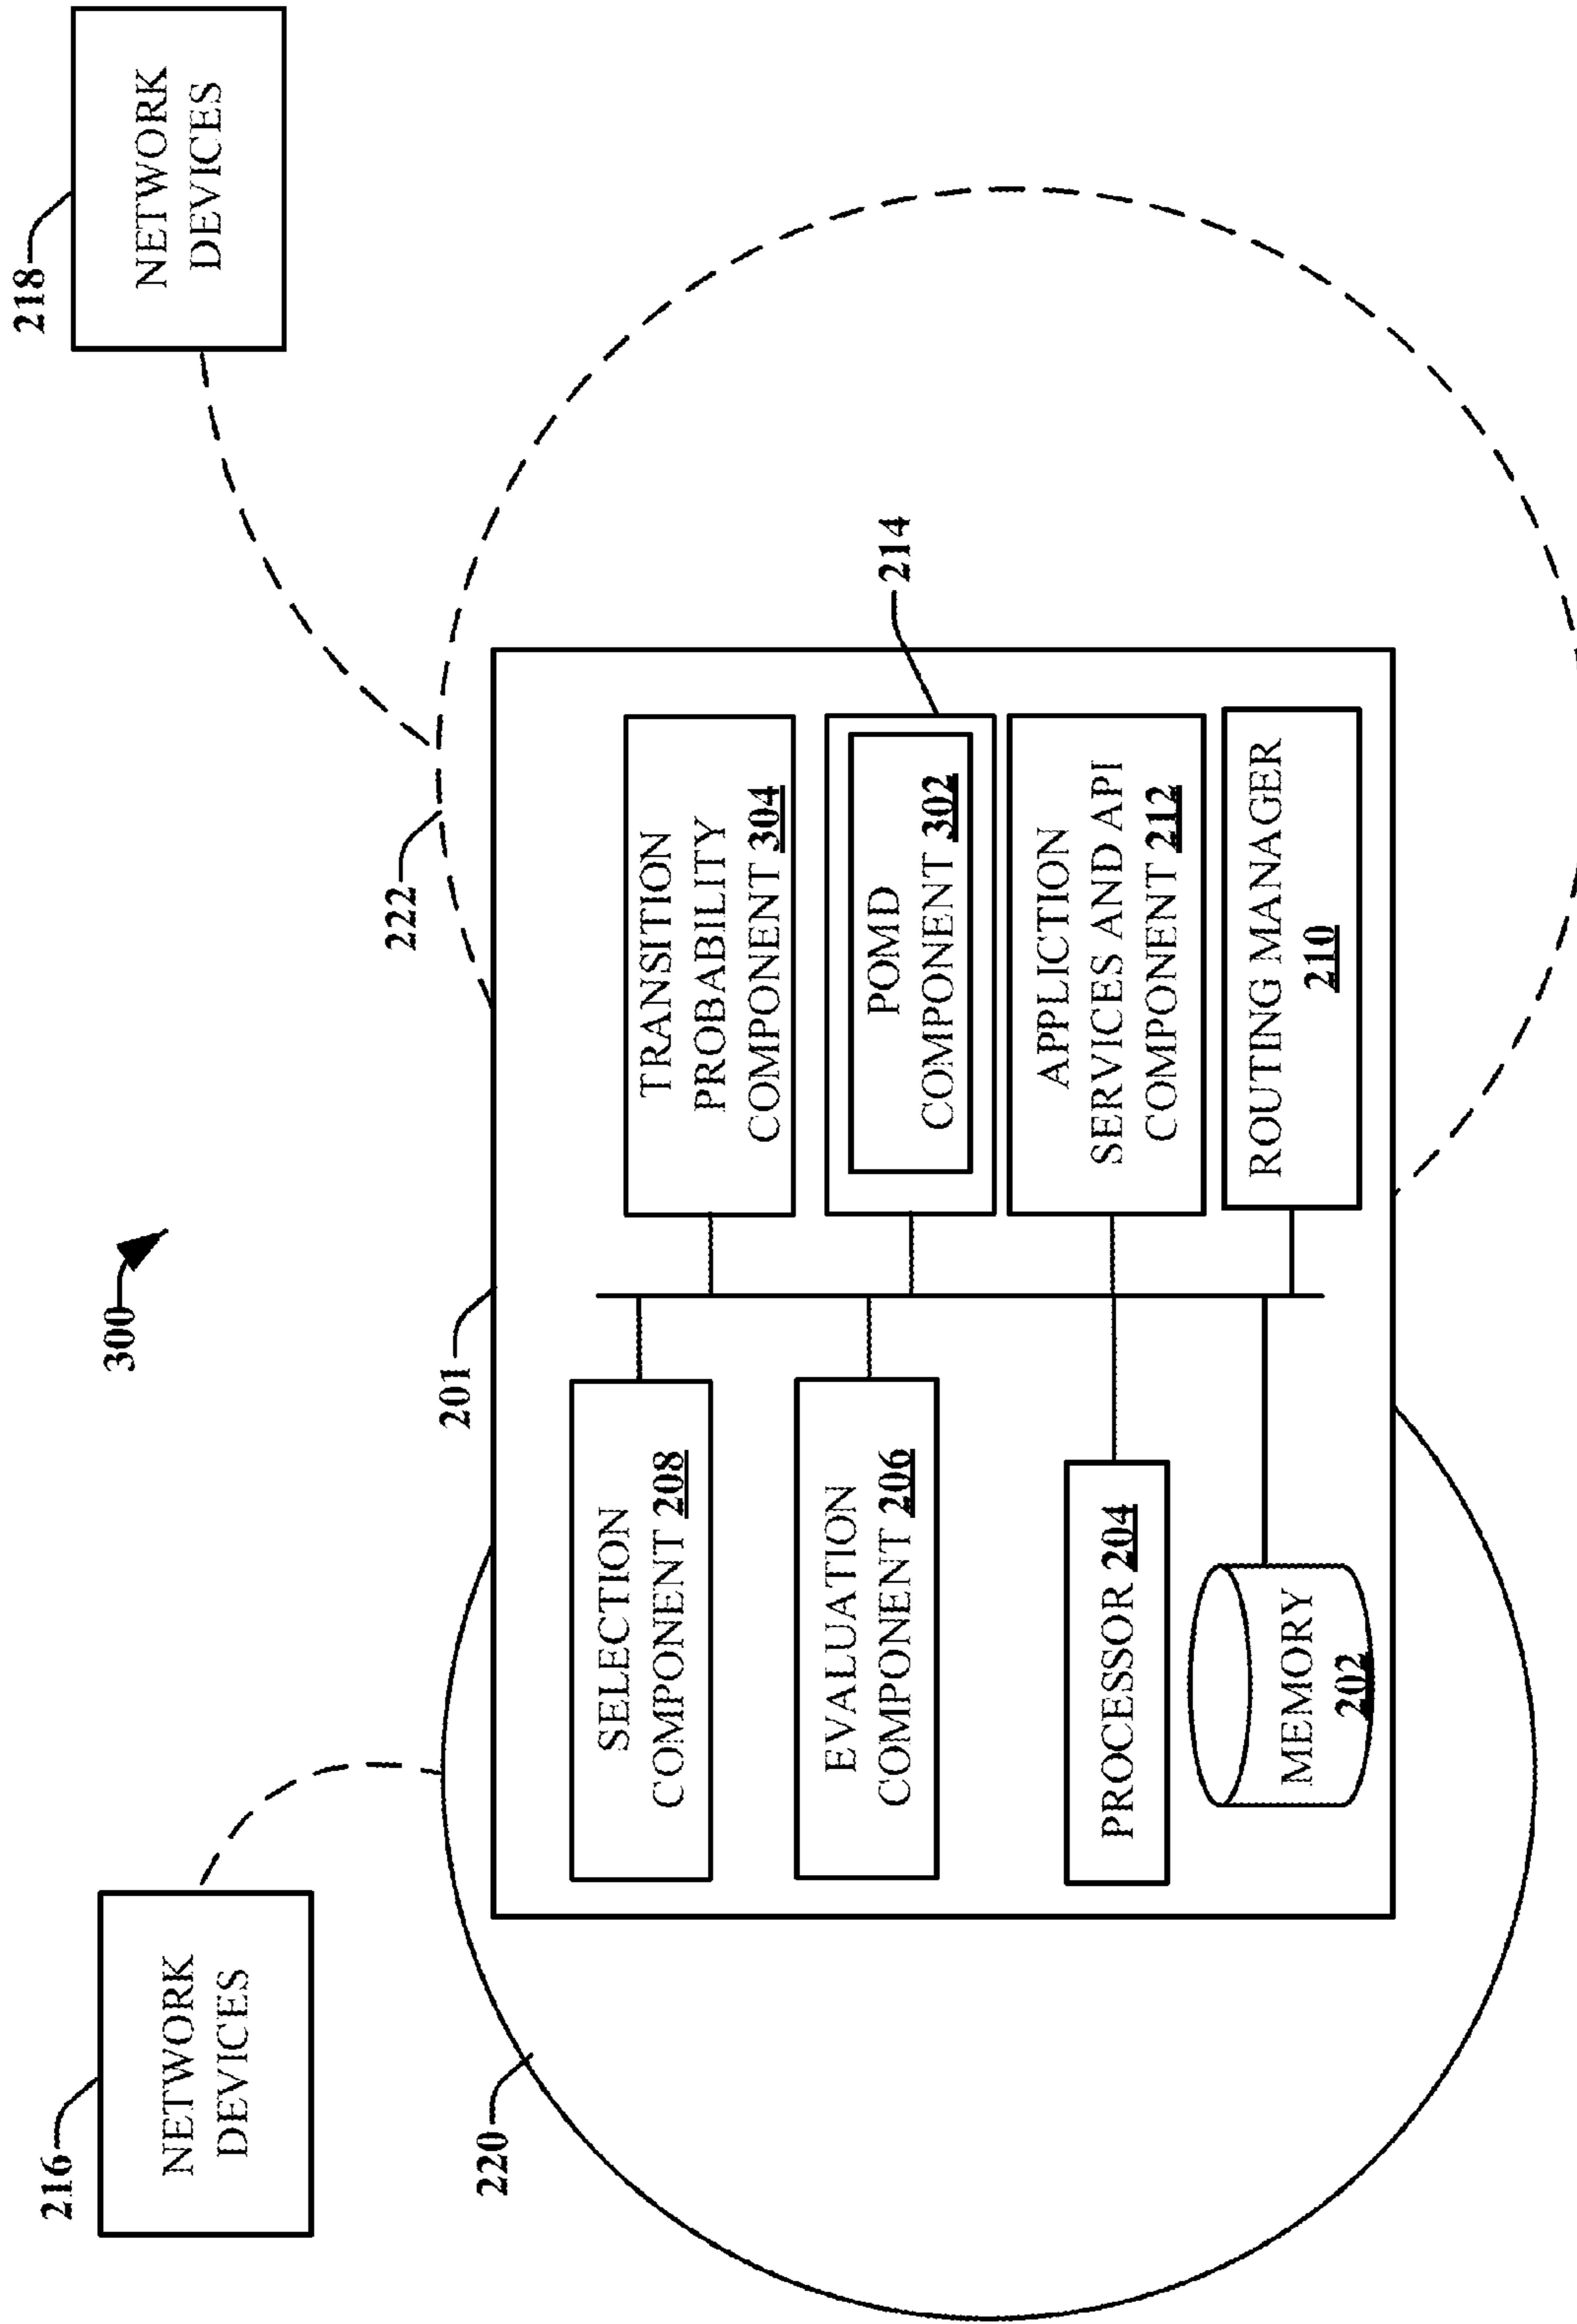 300
216
NETWORK
DEVICES
218
NETWORK
DEVICES
220
201
222
SELECTION
COMPONENT 208
EVALUATION
COMPONENT 206
PROCESSOR 204
MEMORY
202
TRANSITION
PROBABILITY
COMPONENT 304
214
POMD
COMPONENT 302
APPLICTION
SERVICES AND API
COMPONENT 212
ROUTING MANAGER
210